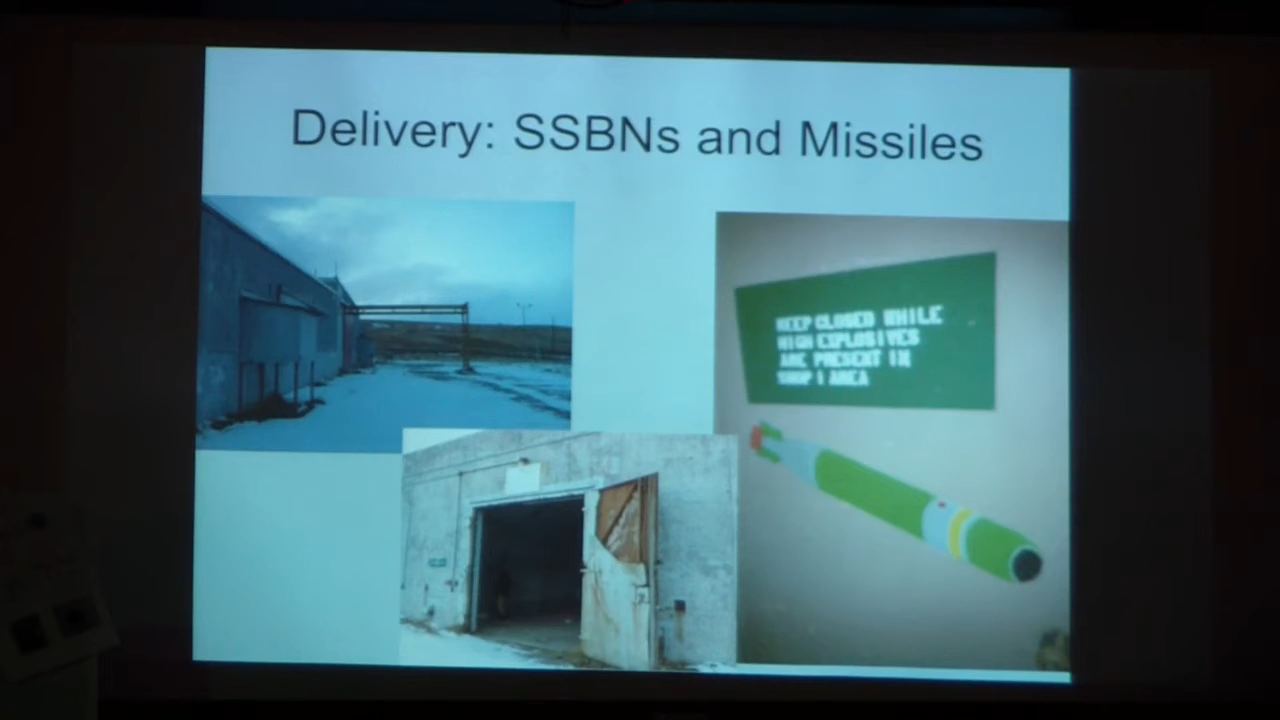 Delivery: SSBNs and Missiles
KEEP CLOSED WHILE
HIGH EXPLOSIVES
ARE PRESENT IN
SHOP 1 AREA